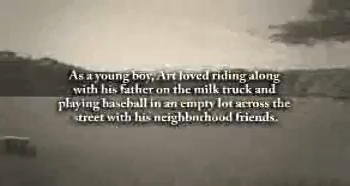 As a young boy, Art loved riding along
with his father on the milk truck and
playing baseball in an empty lot across the
street with his neighborhood friends.